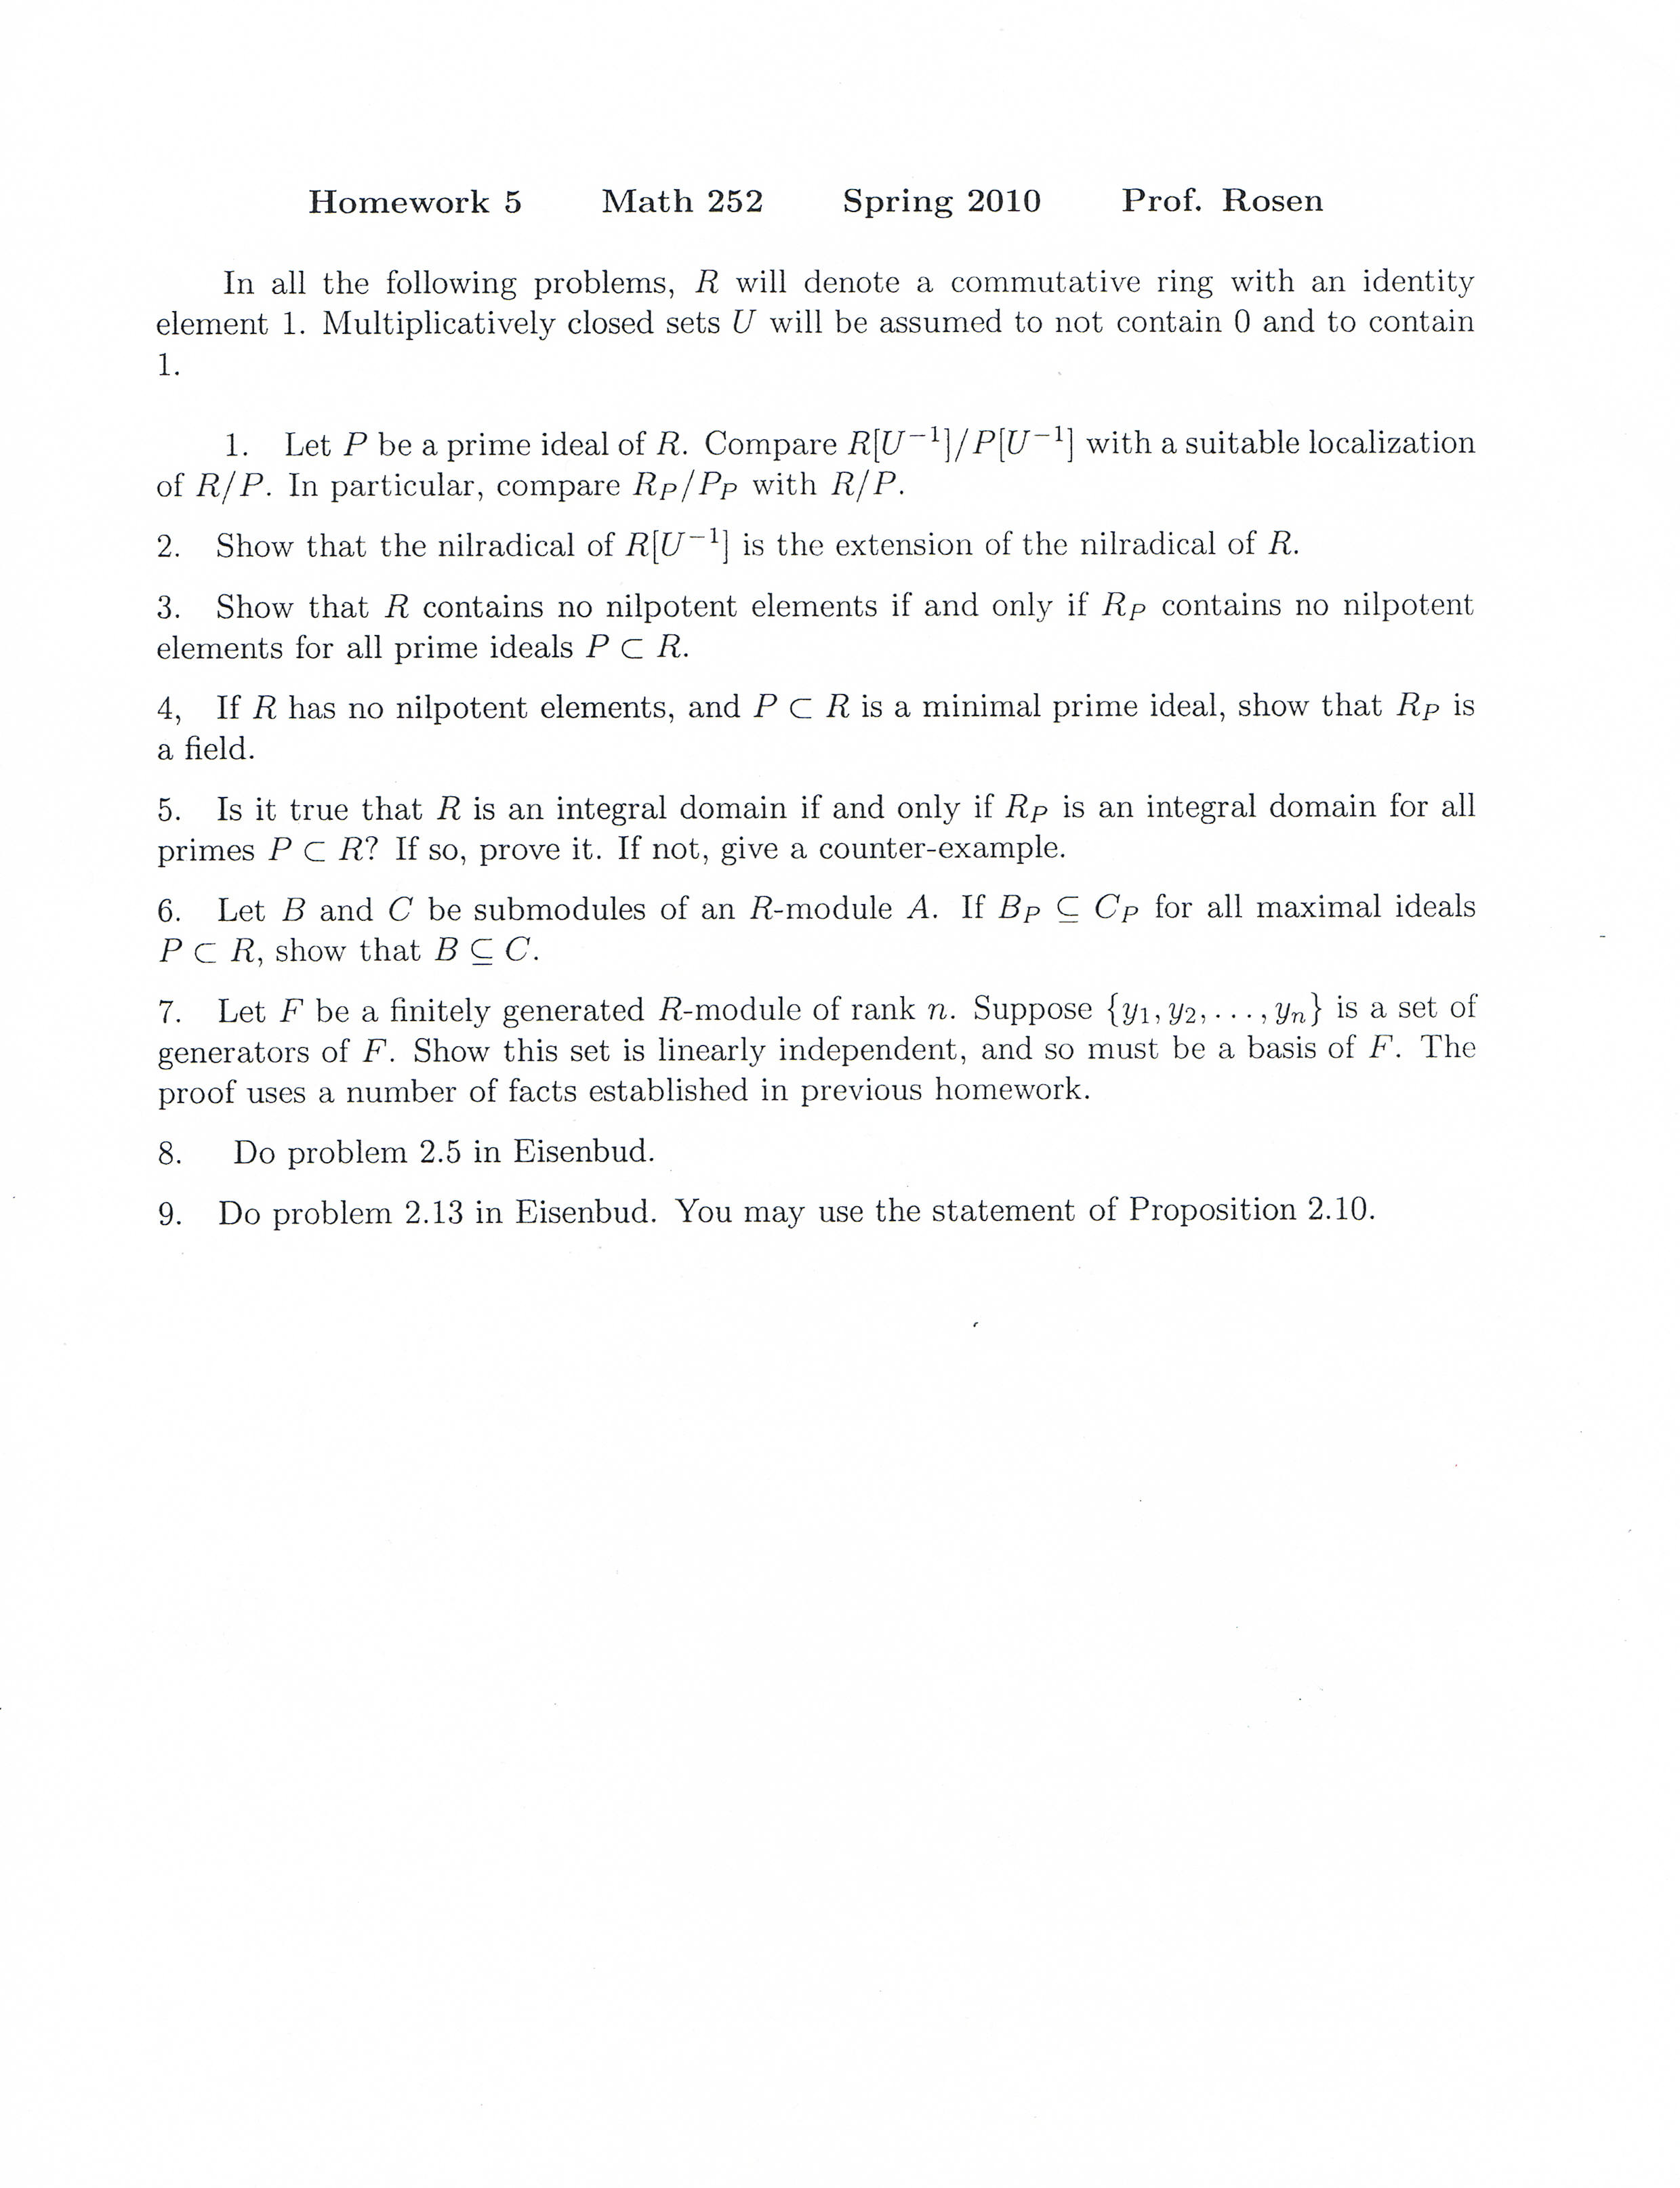 Homework 5 Math 252 Spring 2010 Prof. Rosen
In all the following problems, R will denote a commutative ring with an identity
element 1. Multiplicatively closed sets U will be assumed to not contain 0 and to contain
1.
1. Let P be a prime ideal of R. Compare R[U⁻¹]/P[U⁻¹] with a suitable localization
of R/P. In particular, compare R_P/P_P with R/P.
2. Show that the nilradical of R[U⁻¹] is the extension of the nilradical of R.
3. Show that R contains no nilpotent elements if and only if R_P contains no nilpotent
elements for all prime ideals P ⊂ R.
4, If R has no nilpotent elements, and P ⊂ R is a minimal prime ideal, show that R_P is
a field.
5. Is it true that R is an integral domain if and only if R_P is an integral domain for all
primes P ⊂ R? If so, prove it. If not, give a counter-example.
6. Let B and C be submodules of an R-module A. If B_P ⊆ C_P for all maximal ideals
P ⊂ R, show that B ⊆ C.
7. Let F be a finitely generated R-module of rank n. Suppose {y₁, y₂, . . . , yₙ} is a set of
generators of F. Show this set is linearly independent, and so must be a basis of F. The
proof uses a number of facts established in previous homework.
8. Do problem 2.5 in Eisenbud.
9. Do problem 2.13 in Eisenbud. You may use the statement of Proposition 2.10.